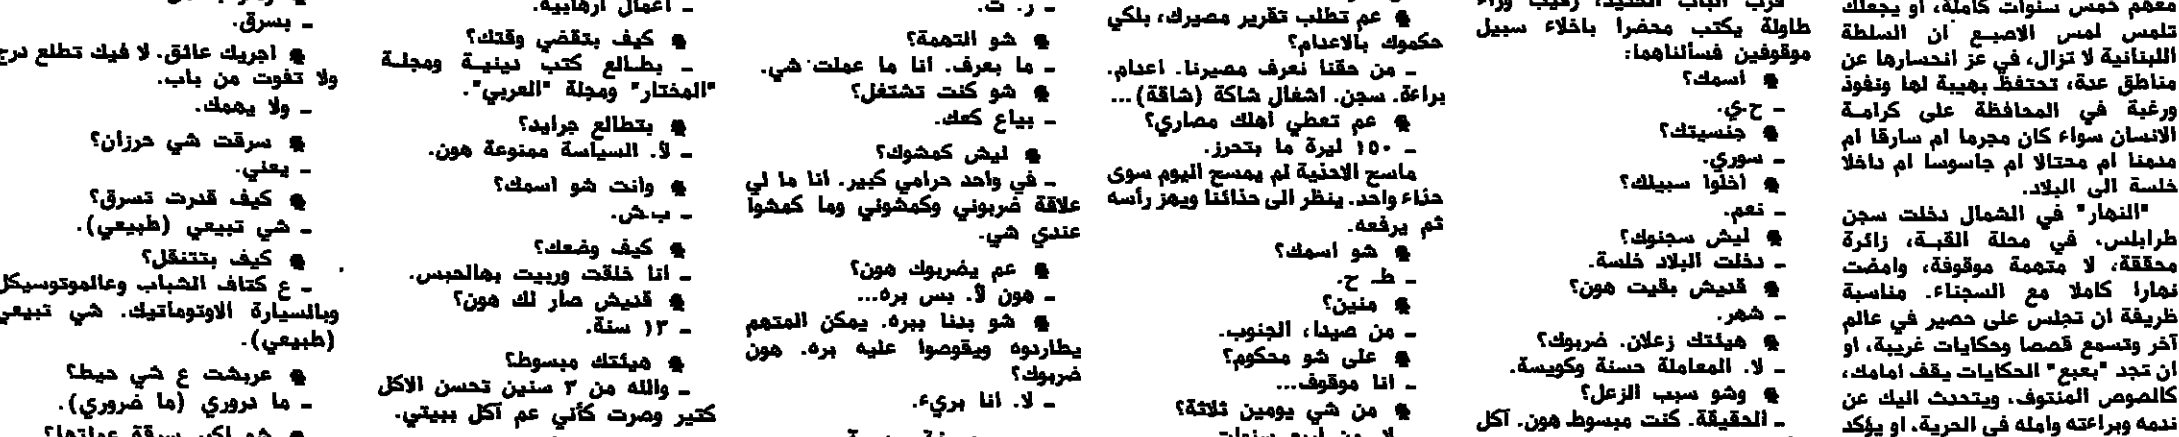 معهم خمس سنوات كاملة، او يجعلك
تلمس لمس الاصبع ان السلطة
اللبنانية لا تزال، في عز انحسارها عن
مناطق عدة، تحتفظ بهيبة لها ونفوذ
ورغبة في المحافظة على كرامة
الانسان سواء كان مجرما ام سارقا ام
مدمنا ام محتالا ام جاسوسا ام داخلا
خلسة الى البلاد.
"النهار" في الشمال دخلت سجن
طرابلس، في محلة القبة، زائرة
محققة، لا متهمة موقوفة، وامضت
نهارا كاملا مع السجناء. مناسبة
ظريفة ان تجلس على حصير في عالم
آخر وتسمع قصصا وحكايات غريبة، او
ان تجد "بعبع" الحكايات يقف امامك،
كالصوص المنتوف، ويتحدث اليك عن
ندمه وبراءته وامله في الحرية، او يؤكد
قرب الباب الحديد، رقيب وراء
طاولة يكتب محضرا باخلاء سبيل
موقوفين فسألناهما:
● اسمك؟
ـ ح.ي.
● جنسيتك؟
ـ سوري.
● أخلوا سبيلك؟
ـ نعم.
● ليش سجنوك؟
ـ دخلت البلاد خلسة.
● قديش بقيت هون؟
ـ شهر.
● هيئتك زعلان. ضربوك؟
ـ لا. المعاملة حسنة وكويسة.
● وشو سبب الزعل؟
ـ الحقيقة. كنت مبسوط هون. آكل
● عم تطلب تقرير مصيرك، بلكي
حكموك بالاعدام؟
ـ من حقنا نعرف مصيرنا. اعدام.
براءة. سجن. اشغال شاكة (شاقة)...
● عم تعطي اهلك مصاري؟
ـ ١٥٠ ليرة ما بتحرز.
ماسح الاحذية لم يمسح اليوم سوى
حذاء واحد. ينظر الى حذائنا ويهز رأسه
ثم يرفعه.
● شو اسمك؟
ـ ط. ح.
● منين؟
ـ من صيدا، الجنوب.
● على شو محكوم؟
ـ انا موقوف...
● من شي يومين ثلاثة؟
ـ لا. من اربع سنوات
ـ ر. ت.
● شو التهمة؟
ـ ما بعرف. انا ما عملت شي.
● شو كنت تشتغل؟
ـ بياع كعك.
● ليش كمشوك؟
ـ في واحد حرامي كبير. أنا ما لي
علاقة ضربوني وكمشوني وما كمشوا
عندي شي.
● عم يضربوك هون؟
ـ هون لأ. بس بره...
● شو بدنا ببره. يمكن المتهم
يطاردوه ويقوصوا عليه بره. هون
ضربوك؟
ـ لا. انا بريء.
ـ اعمال ارهابية.
● كيف بتقضي وقتك؟
ـ بطالع كتب دينية ومجلة
"المختار" ومجلة "العربي".
● بتطالع جرايد؟
ـ لأ. السياسة ممنوعة هون.
● وانت شو اسمك؟
ـ ب.ش.
● كيف وضعك؟
ـ انا خلقت وربيت بهالحبس.
● قديش صار لك هون؟
ـ ١٣ سنة.
● هيئتك مبسوط؟
ـ والله من ٣ سنين تحسن الاكل
كتير وصرت كأني عم آكل ببيتي.
ـ بسرق.
● اجريك عائق. لا فيك تطلع درج
ولا تفوت من باب.
ـ ولا يهمك.
● سرقت شي حرزان؟
ـ يعني.
● كيف قدرت تسرق؟
ـ شي تبيعي (طبيعي).
● كيف بتتنقل؟
ـ ع كتاف الشباب وعالموتوسيكل
وبالسيارة الاوتوماتيك. شي تبيعي
(طبيعي).
● عربشت ع شي حيط؟
ـ ما دروري (ما ضروري).
● شو اكبر سرقة عملتها؟